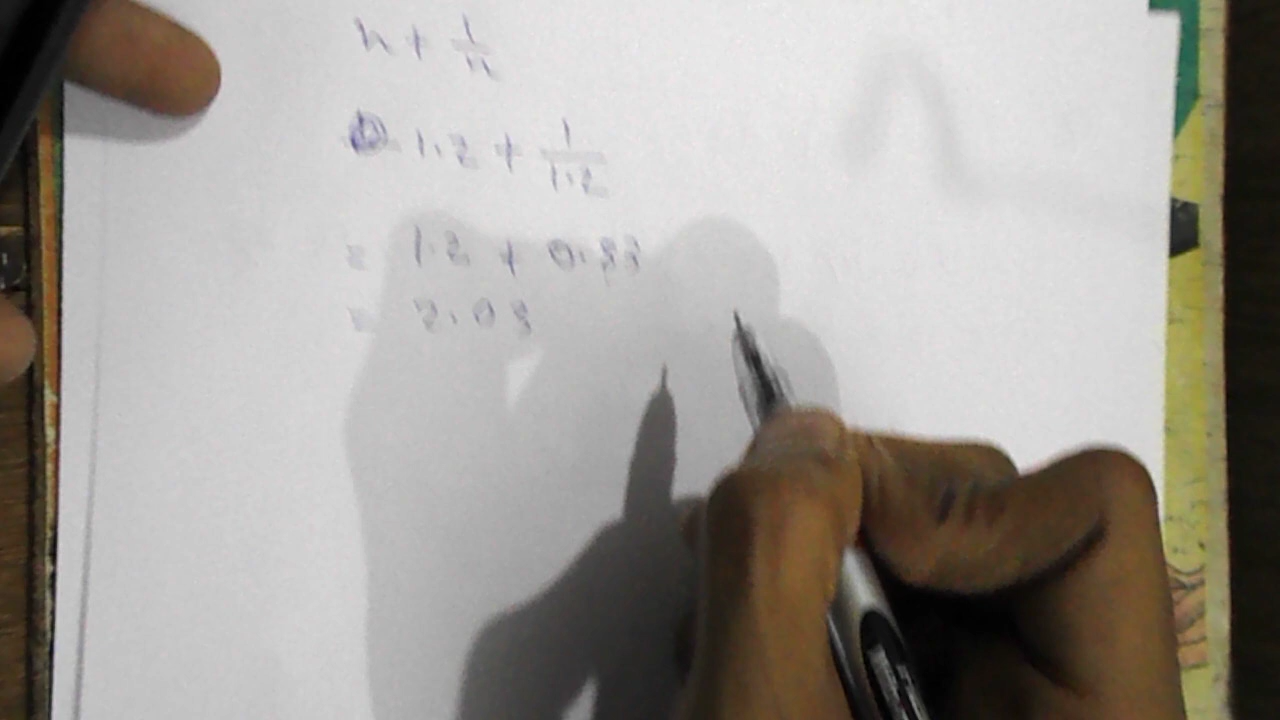 n + 1/n
1.2 + 1/1.2
= 1.2 + 0.83
= 2.03